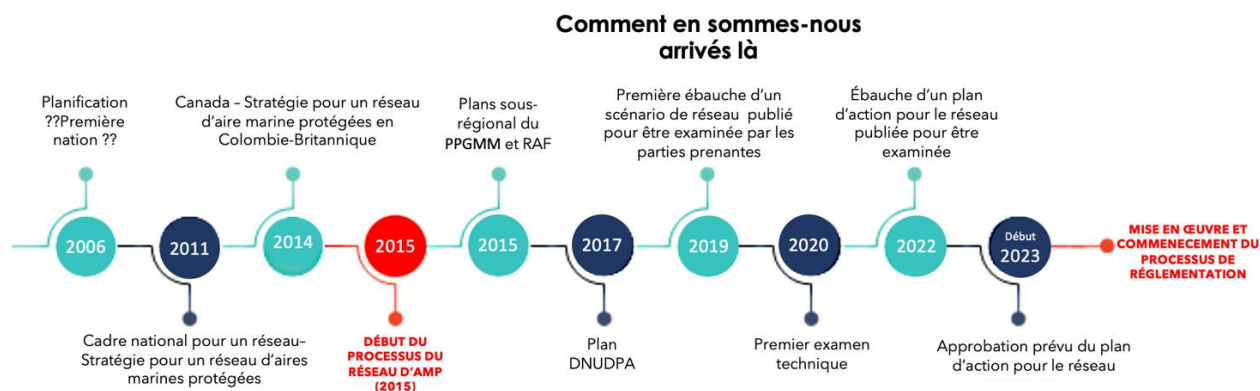 Comment en sommes-nous
arrivés là
Planification
??Première
nation ??
Canada – Stratégie pour un réseau
d'aire marine protégées en
Colombie-Britannique
Plans sous-
régional du
PPGMM et RAF
Première ébauche d'un
scénario de réseau publié
pour être examinée par les
parties prenantes
Ébauche d'un plan
d'action pour le réseau
publiée pour être
examinée
2006
2011
2014
2015
2015
2017
2019
2020
2022
Début
2023
MISE EN ŒUVRE ET
COMMENECEMENT DU
PROCESSUS DE
RÉGLEMENTATION
Cadre national pour un réseau–
Stratégie pour un réseau d'aires
marines protégées
DÉBUT DU
PROCESSUS DU
RÉSEAU D'AMP
(2015)
Plan
DNUDPA
Premier examen
technique
Approbation prévu du plan
d'action pour le réseau